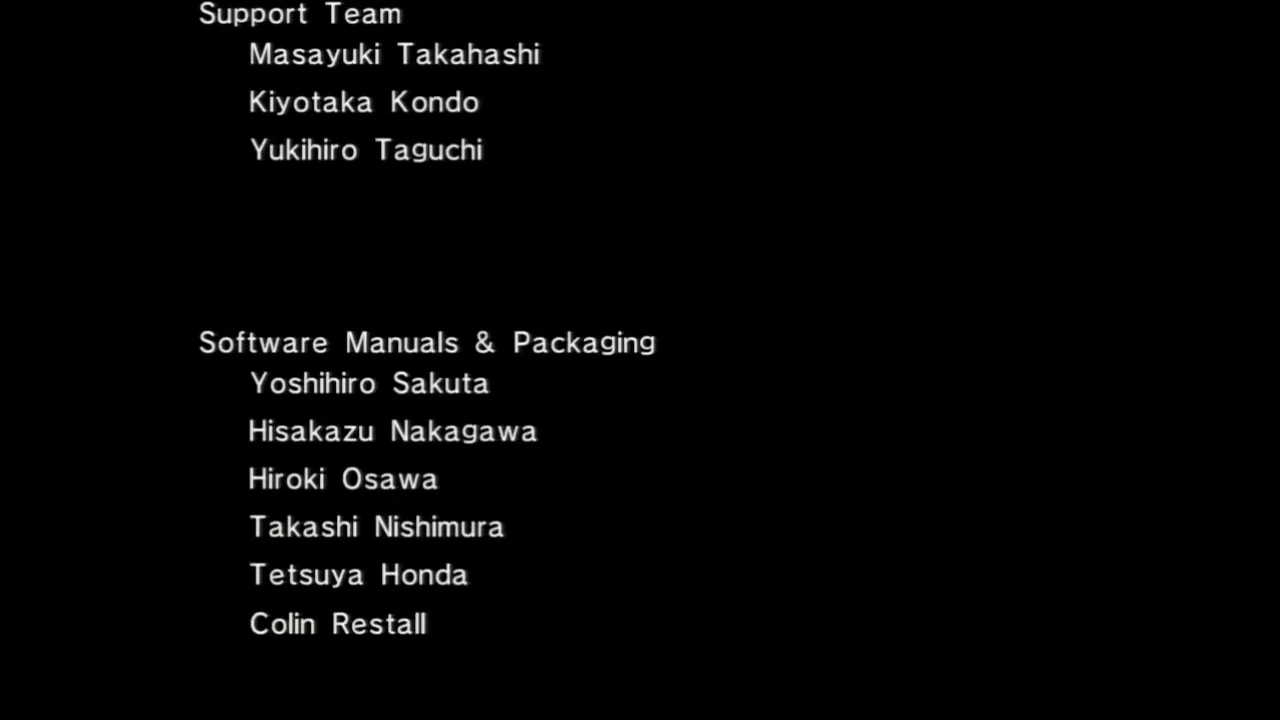 Support Team
Masayuki Takahashi
Kiyotaka Kondo
Yukihiro Taguchi
Software Manuals & Packaging
Yoshihiro Sakuta
Hisakazu Nakagawa
Hiroki Osawa
Takashi Nishimura
Tetsuya Honda
Colin Restall